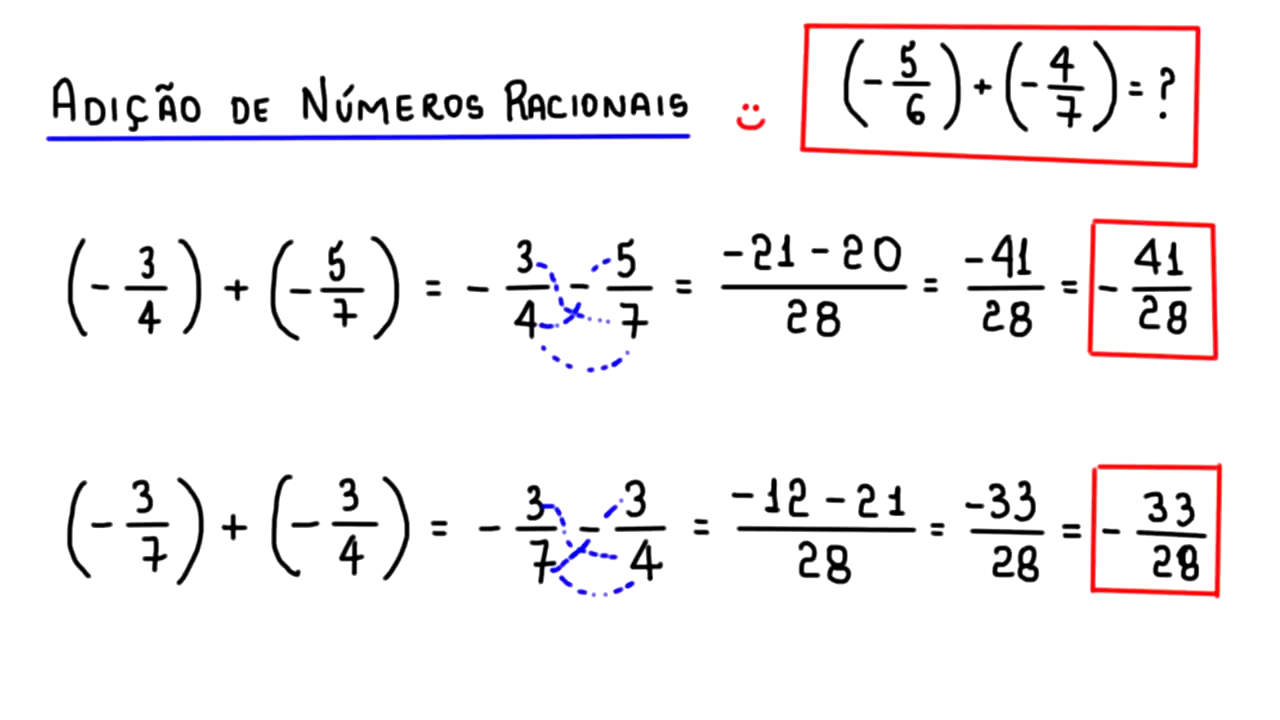 ADIÇÃO DE NÚMEROS RACIONAIS
(-5/6) + (-4/7) = ?
(-3/4) + (-5/7) = -3/4 - 5/7 = -21 - 20/28 = -41/28 = -41/28
(-3/7) + (-3/4) = -3/7 - 3/4 = -12 - 21/28 = -33/28 = -33/28